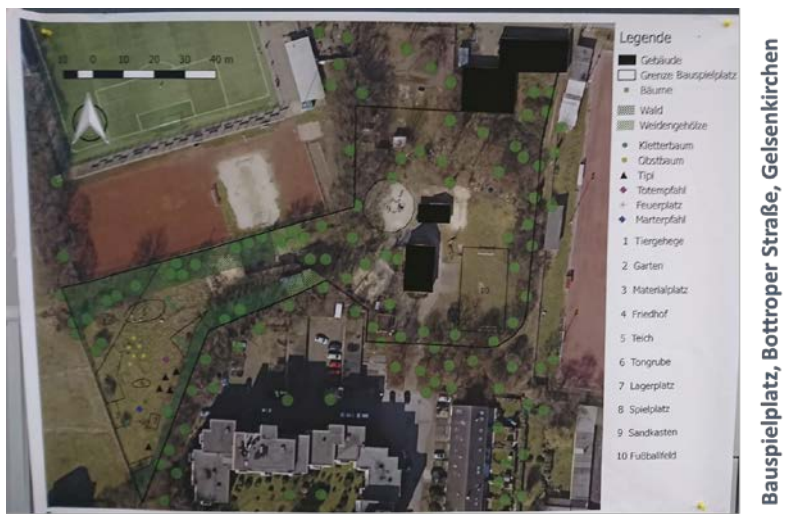 10 0 10 20 30 40 m
Legende
Gebäude
Grenze Bauspielplatz
Bäume
Wald
Weidengehölze
Kletterbaum
Obstbaum
Tipi
Totempfahl
Feuerplatz
Marterpfahl
1 Tiergehege
2 Garten
3 Materialplatz
4 Friedhof
5 Teich
6 Tongrube
7 Lagerplatz
8 Spielplatz
9 Sandkasten
10 Fußballfeld
10
Bauspielplatz, Bottroper Straße, Gelsenkirchen